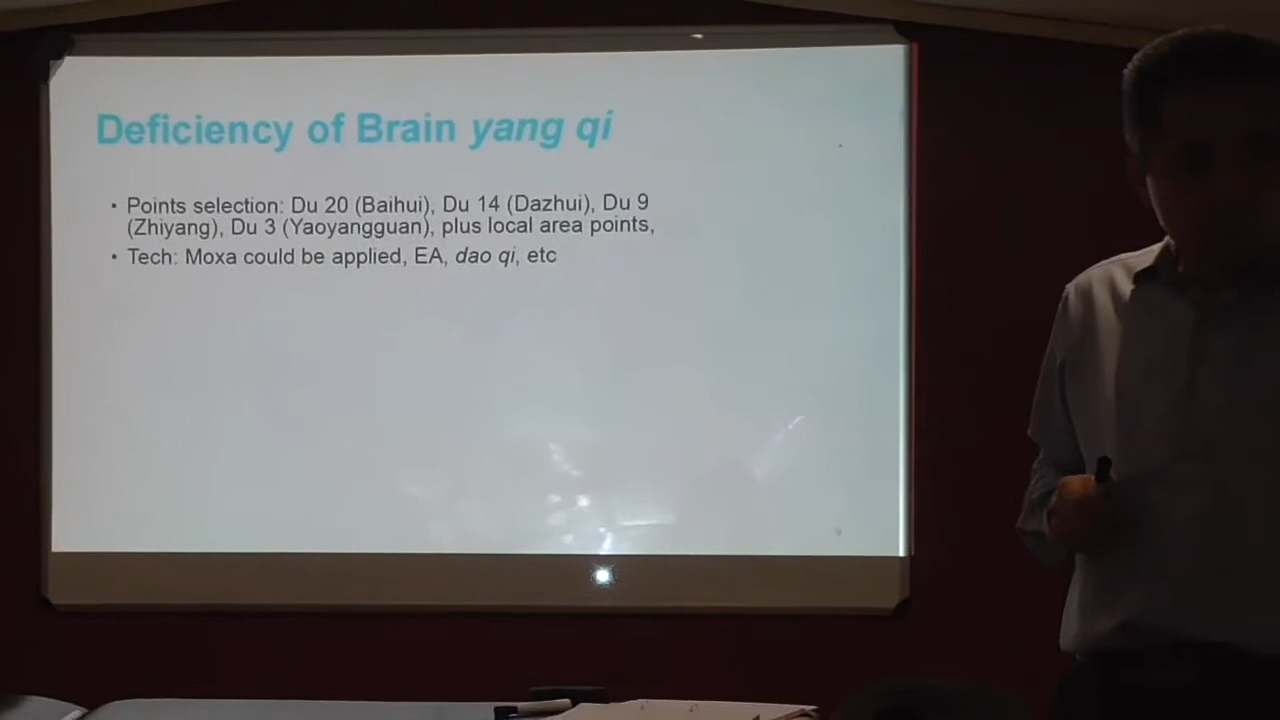 Deficiency of Brain yang qi
• Points selection: Du 20 (Baihui), Du 14 (Dazhui), Du 9
(Zhiyang), Du 3 (Yaoyangguan), plus local area points,
• Tech: Moxa could be applied, EA, dao qi, etc
9